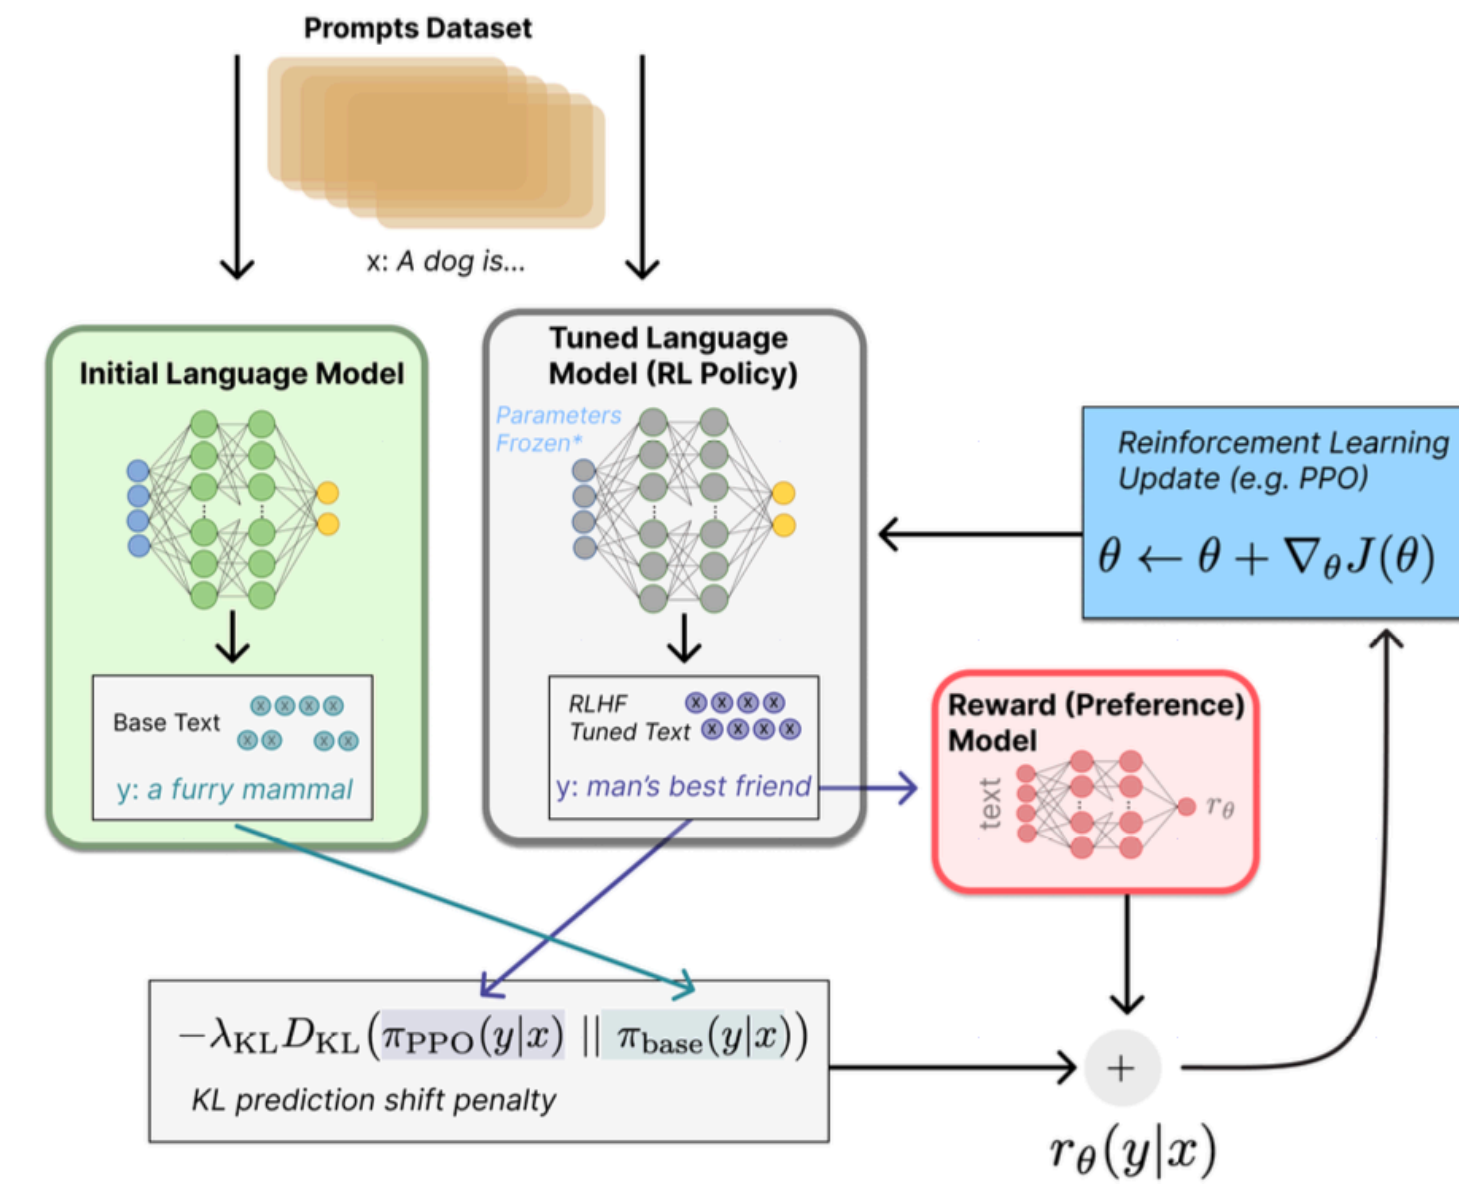 Prompts Dataset
x: A dog is...
Initial Language Model
Tuned Language
Model (RL Policy)
Parameters
Frozen*
Base Text
x x x x
x x x x
y: a furry mammal
RLHF
Tuned Text
x x x x
x x x x
y: man's best friend
Reinforcement Learning
Update (e.g. PPO)
θ ← θ + ∇θJ(θ)
Reward (Preference)
Model
text
rθ
−λKL DKL(πPPO(y|x) || πbase(y|x))
KL prediction shift penalty
+
rθ(y|x)